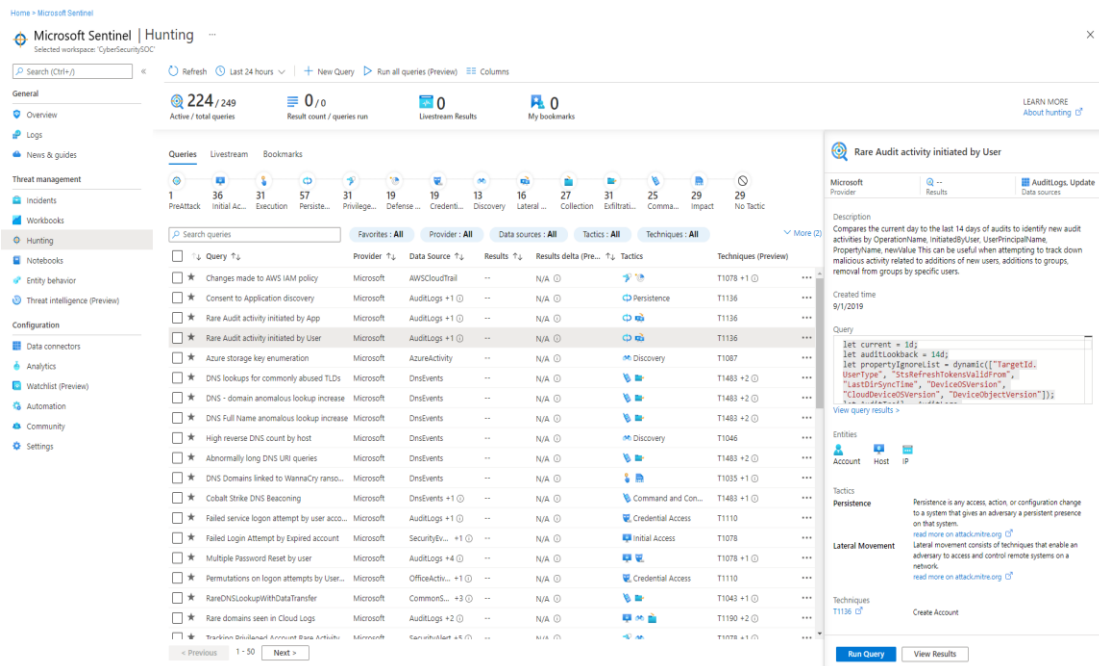 Home > Microsoft Sentinel
Microsoft Sentinel | Hunting ...
Selected workspace: 'CyberSecuritySOC'
Search (Ctrl+/)
General
Overview
Logs
News & guides
Threat management
Incidents
Workbooks
Hunting
Notebooks
Entity behavior
Threat intelligence (Preview)
Configuration
Data connectors
Analytics
Watchlist (Preview)
Automation
Community
Settings
Refresh Last 24 hours New Query Run all queries (Preview) Columns
224 / 249
Active / total queries
0 / 0
Result count / queries run
0
Livestream Results
0
My bookmarks
LEARN MORE
About hunting
Queries Livestream Bookmarks
1 PreAttack
36 Initial Ac...
31 Execution
57 Persiste...
31 Privilege...
19 Defense ...
19 Credenti...
13 Discovery
16 Lateral ...
27 Collection
31 Exfiltrati...
25 Comma...
29 Impact
29 No Tactic
Search queries Favorites : All Provider : All Data sources : All Tactics : All Techniques : All More (2)
Query Provider Data Source Results Results delta (Pre... Tactics Techniques (Preview)
Changes made to AWS IAM policy Microsoft AWSCloudTrail -- N/A T1078 +1 ...
Consent to Application discovery Microsoft AuditLogs +1 -- N/A Persistence T1136 ...
Rare Audit activity initiated by App Microsoft AuditLogs +1 -- N/A T1136 ...
Rare Audit activity initiated by User Microsoft AuditLogs +1 -- N/A T1136 ...
Azure storage key enumeration Microsoft AzureActivity -- N/A Discovery T1087 ...
DNS lookups for commonly abused TLDs Microsoft DnsEvents -- N/A T1483 +2 ...
DNS - domain anomalous lookup increase Microsoft DnsEvents -- N/A T1483 +2 ...
DNS Full Name anomalous lookup increase Microsoft DnsEvents -- N/A T1483 +2 ...
High reverse DNS count by host Microsoft DnsEvents -- N/A Discovery T1046 ...
Abnormally long DNS URI queries Microsoft DnsEvents -- N/A T1483 +2 ...
DNS Domains linked to WannaCry ranso... Microsoft DnsEvents -- N/A T1035 +1 ...
Cobalt Strike DNS Beaconing Microsoft DnsEvents +1 -- N/A Command and Con... T1483 +1 ...
Failed service logon attempt by user acco... Microsoft AuditLogs +1 -- N/A Credential Access T1110 ...
Failed Login Attempt by Expired account Microsoft SecurityEv... +1 -- N/A Initial Access T1078 ...
Multiple Password Reset by user Microsoft AuditLogs +4 -- N/A T1078 +1 ...
Permutations on logon attempts by User... Microsoft OfficeActiv... +1 -- N/A Credential Access T1110 ...
RareDNSLookupWithDataTransfer Microsoft CommonS... +3 -- N/A T1043 +1 ...
Rare domains seen in Cloud Logs Microsoft AuditLogs +2 -- N/A T1190 +2 ...
Tracking Privileged Account Rare Activity Microsoft SecurityAlert +5 -- N/A T1078 +1 ...
< Previous 1 - 50 Next >
Rare Audit activity initiated by User
Microsoft
Provider
--
Results
AuditLogs, Update
Data sources
Description
Compares the current day to the last 14 days of audits to identify new audit
activities by OperationName, InitiatedByUser, UserPrincipalName,
PropertyName, newValue This can be useful when attempting to track down
malicious activity related to additions of new users, additions to groups,
removal from groups by specific users.
Created time
9/1/2019
Query
let current = 1d;
let auditLookback = 14d;
let propertyIgnoreList = dynamic(["TargetId.
UserType", "StsRefreshTokensValidFrom",
"LastDirSyncTime", "DeviceOSVersion",
"CloudDeviceOSVersion", "DeviceObjectVersion"]);
View query results >
Entities
Account Host IP
Tactics
Persistence
Persistence is any access, action, or configuration change
to a system that gives an adversary a persistent presence
on that system.
read more on attack.mitre.org
Lateral Movement
Lateral movement consists of techniques that enable an
adversary to access and control remote systems on a
network.
read more on attack.mitre.org
Techniques
T1136 Create Account
Run Query View Results